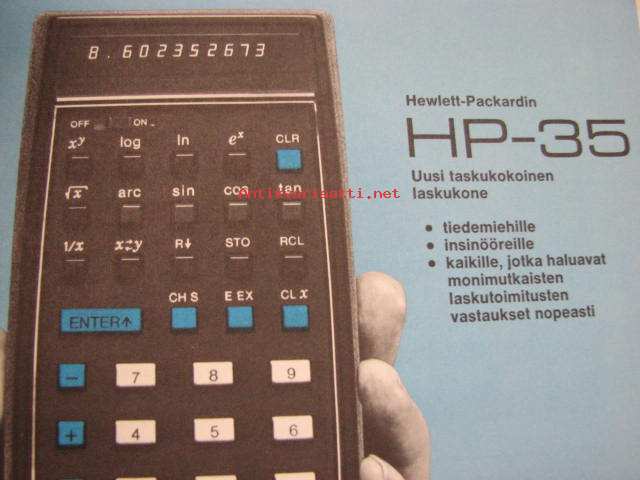 8.602352673
OFF ON
xʸ log ln eˣ CLR
√x arc sin cos tan
1/x x⇄y R↓ STO RCL
CH S E EX CL x
ENTER↑
− 7 8 9
+ 4 5 6
Hewlett-Packardin
HP-35
Uusi taskukokoinen
laskukone
• tiedemiehille
• insinööreille
• kaikille, jotka haluavat
monimutkaisten
laskutoimitusten
vastaukset nopeasti
Antikvariaatti.net